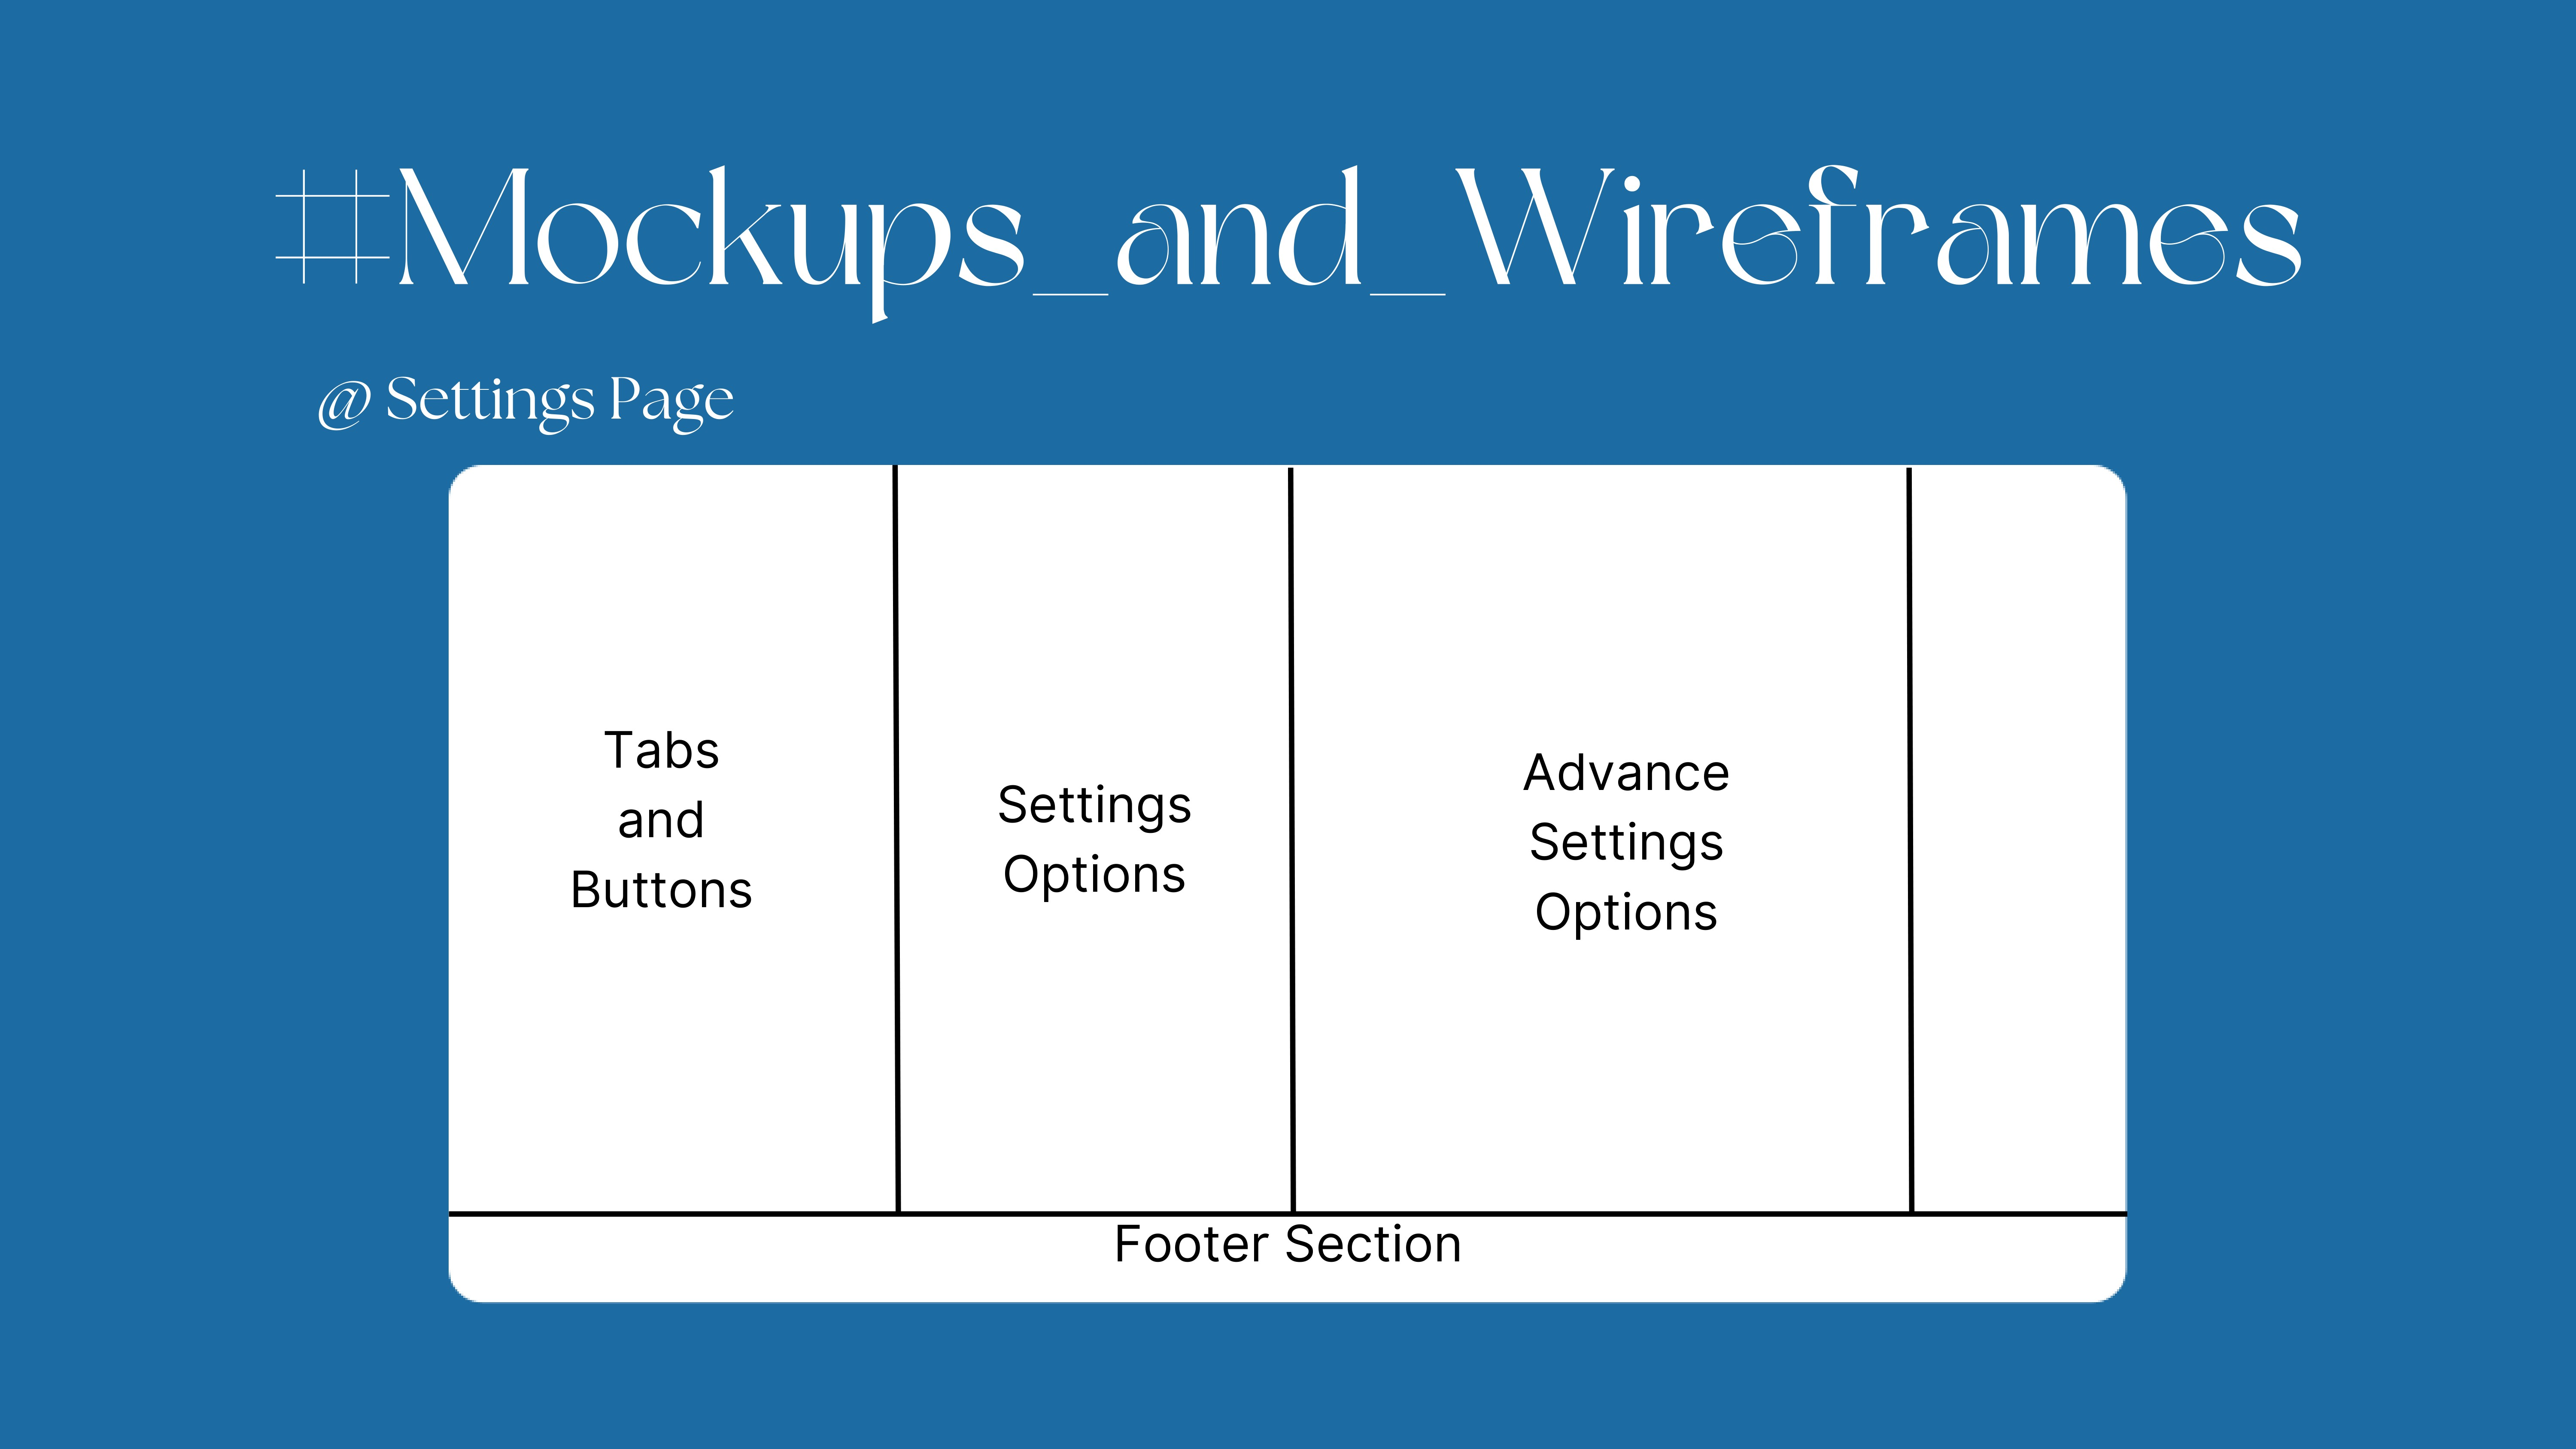 #Mockups_and_Wireframes
@ Settings Page
Tabs
and
Buttons
Settings
Options
Advance
Settings
Options
Footer Section